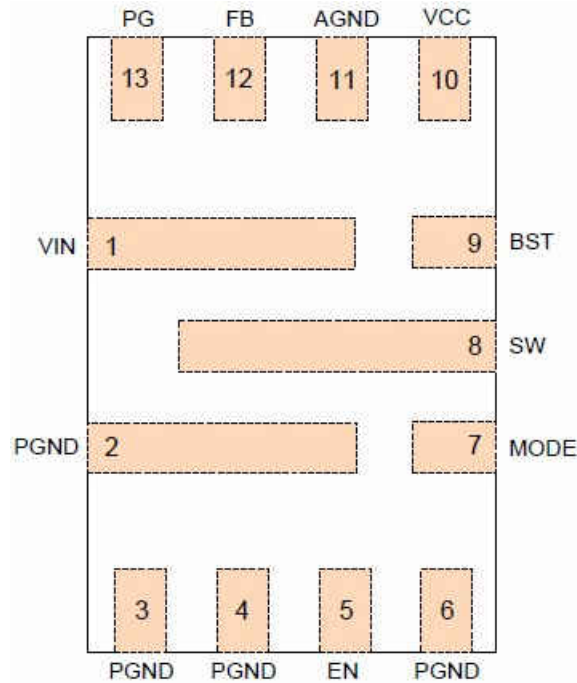 PG FB AGND VCC
13 12 11 10
VIN 1 9 BST
8 SW
PGND 2 7 MODE
3 4 5 6
PGND PGND EN PGND